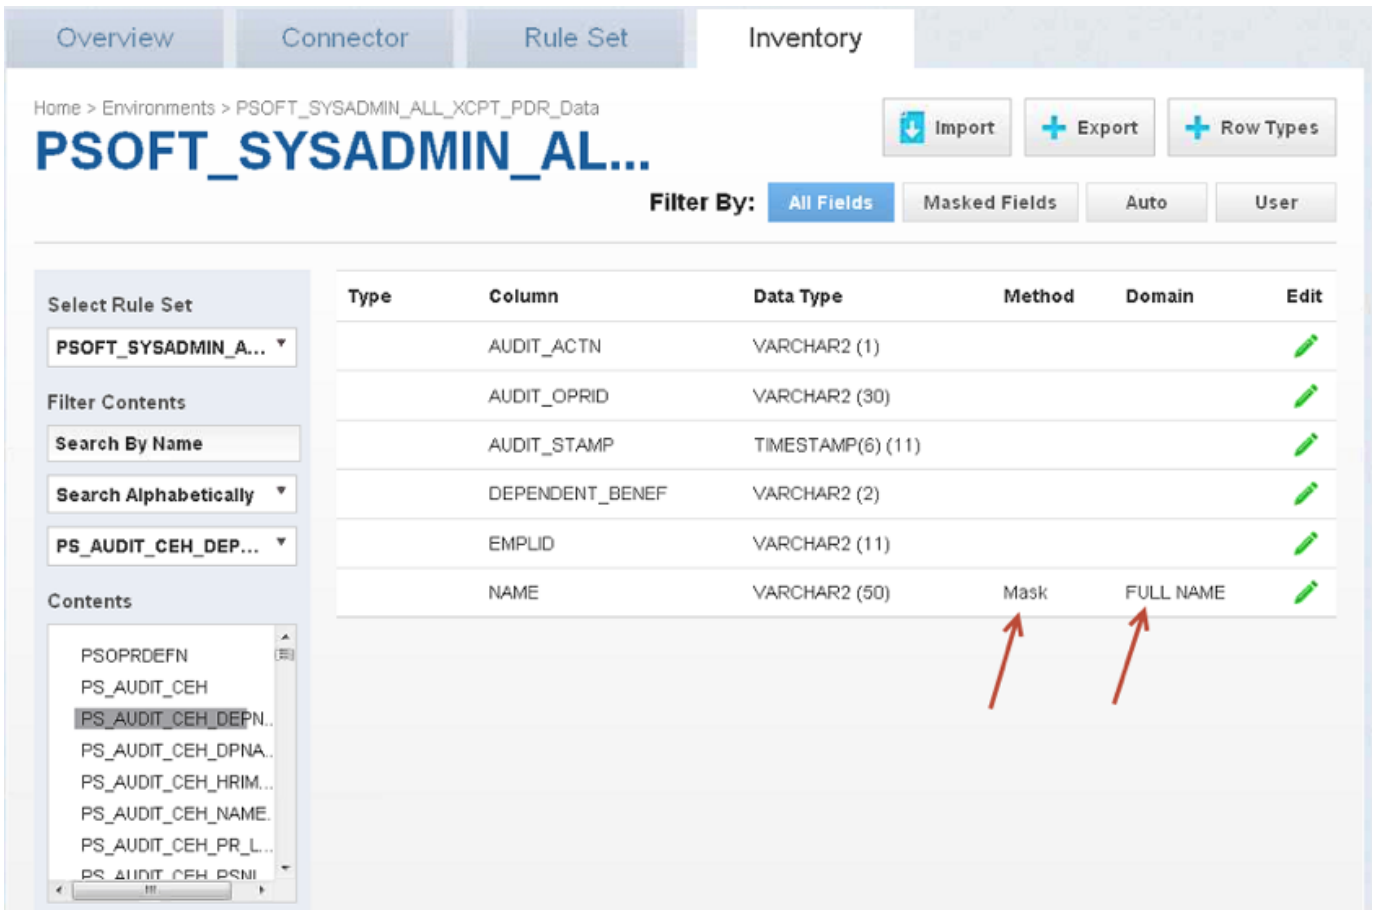 Overview Connector Rule Set Inventory
Home > Environments > PSOFT_SYSADMIN_ALL_XCPT_PDR_Data
PSOFT_SYSADMIN_AL...
Import Export Row Types
Filter By: All Fields Masked Fields Auto User
Select Rule Set
PSOFT_SYSADMIN_A...
Filter Contents
Search By Name
Search Alphabetically
PS_AUDIT_CEH_DEP...
Contents
PSOPRDEFN
PS_AUDIT_CEH
PS_AUDIT_CEH_DEPN..
PS_AUDIT_CEH_DPNA..
PS_AUDIT_CEH_HRIM...
PS_AUDIT_CEH_NAME.
PS_AUDIT_CEH_PR_L...
PS_AUDIT_CEH_PSNL
Type Column Data Type Method Domain Edit
AUDIT_ACTN VARCHAR2 (1)
AUDIT_OPRID VARCHAR2 (30)
AUDIT_STAMP TIMESTAMP(6) (11)
DEPENDENT_BENEF VARCHAR2 (2)
EMPLID VARCHAR2 (11)
NAME VARCHAR2 (50) Mask FULL NAME